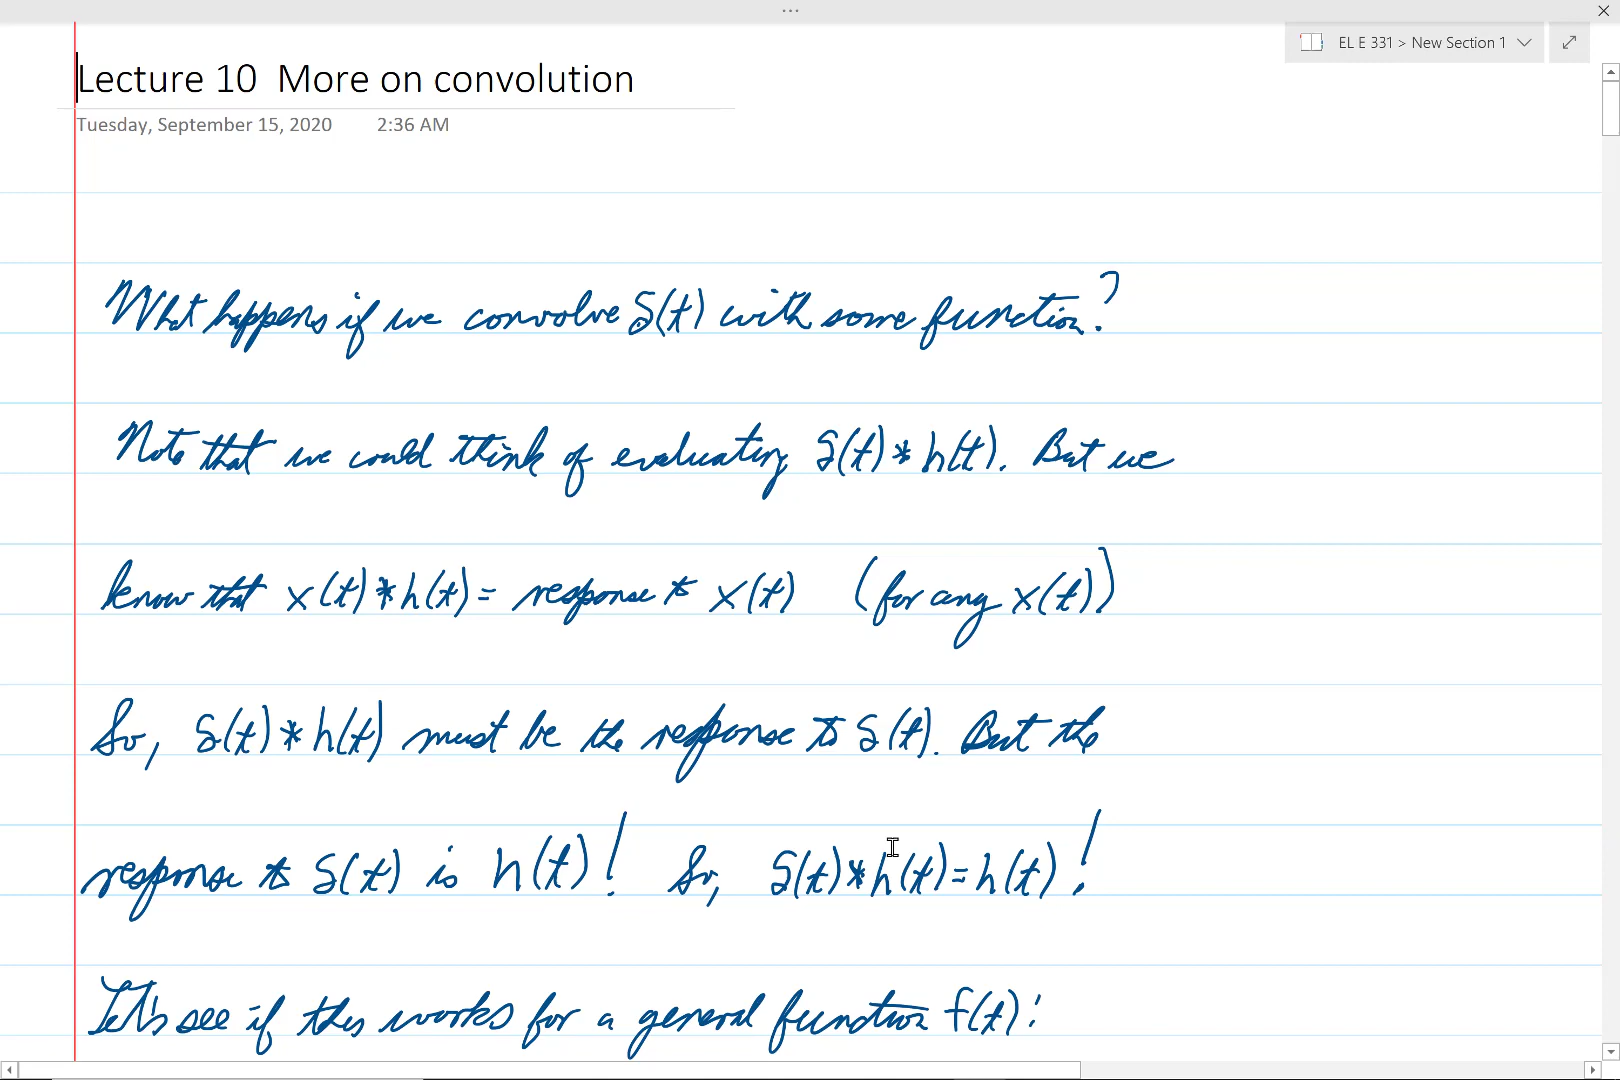 EL E 331 > New Section 1
Lecture 10 More on convolution
Tuesday, September 15, 2020 2:36 AM
What happens if we convolve δ(t) with some function?
Note that we could think of evaluating δ(t)*h(t). But we
know that x(t)*h(t)= response to x(t) (for any x(t))
So, δ(t)*h(t) must be the response to δ(t). But the
response to δ(t) is h(t)! So, δ(t)*h(t)=h(t)!
Let's see if this works for a general function f(t):